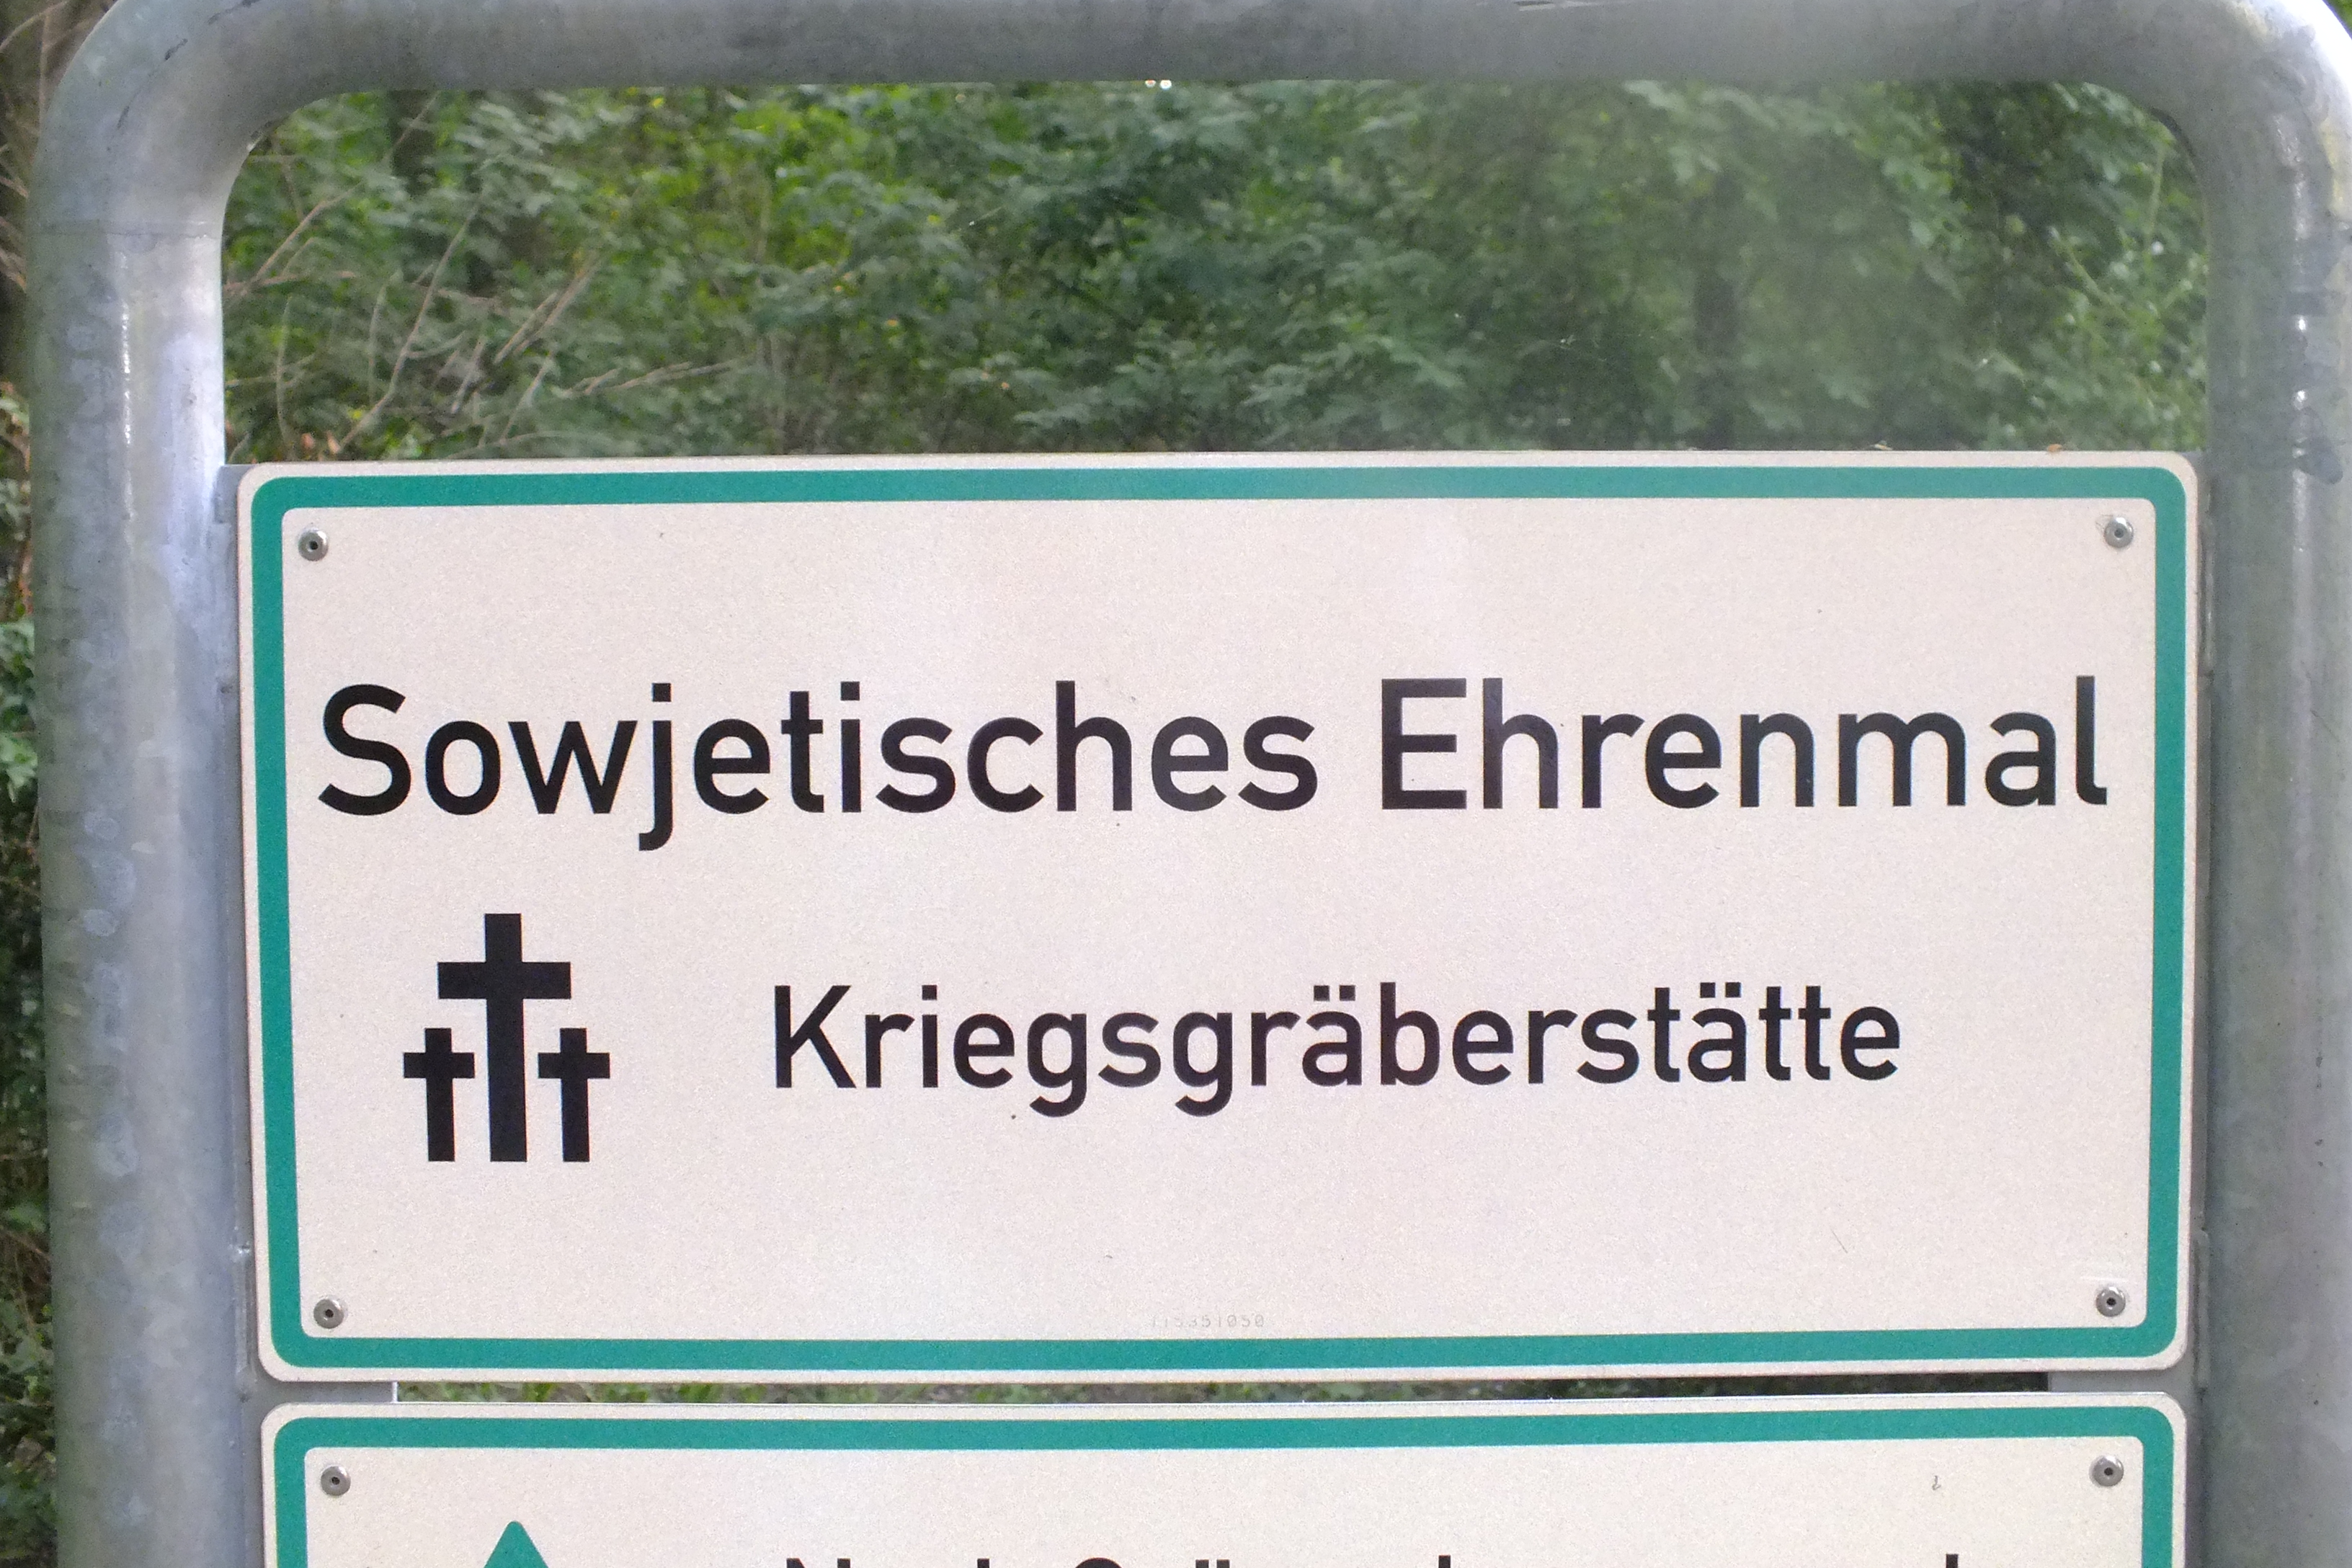 Sowjetisches Ehrenmal
Kriegsgräberstätte